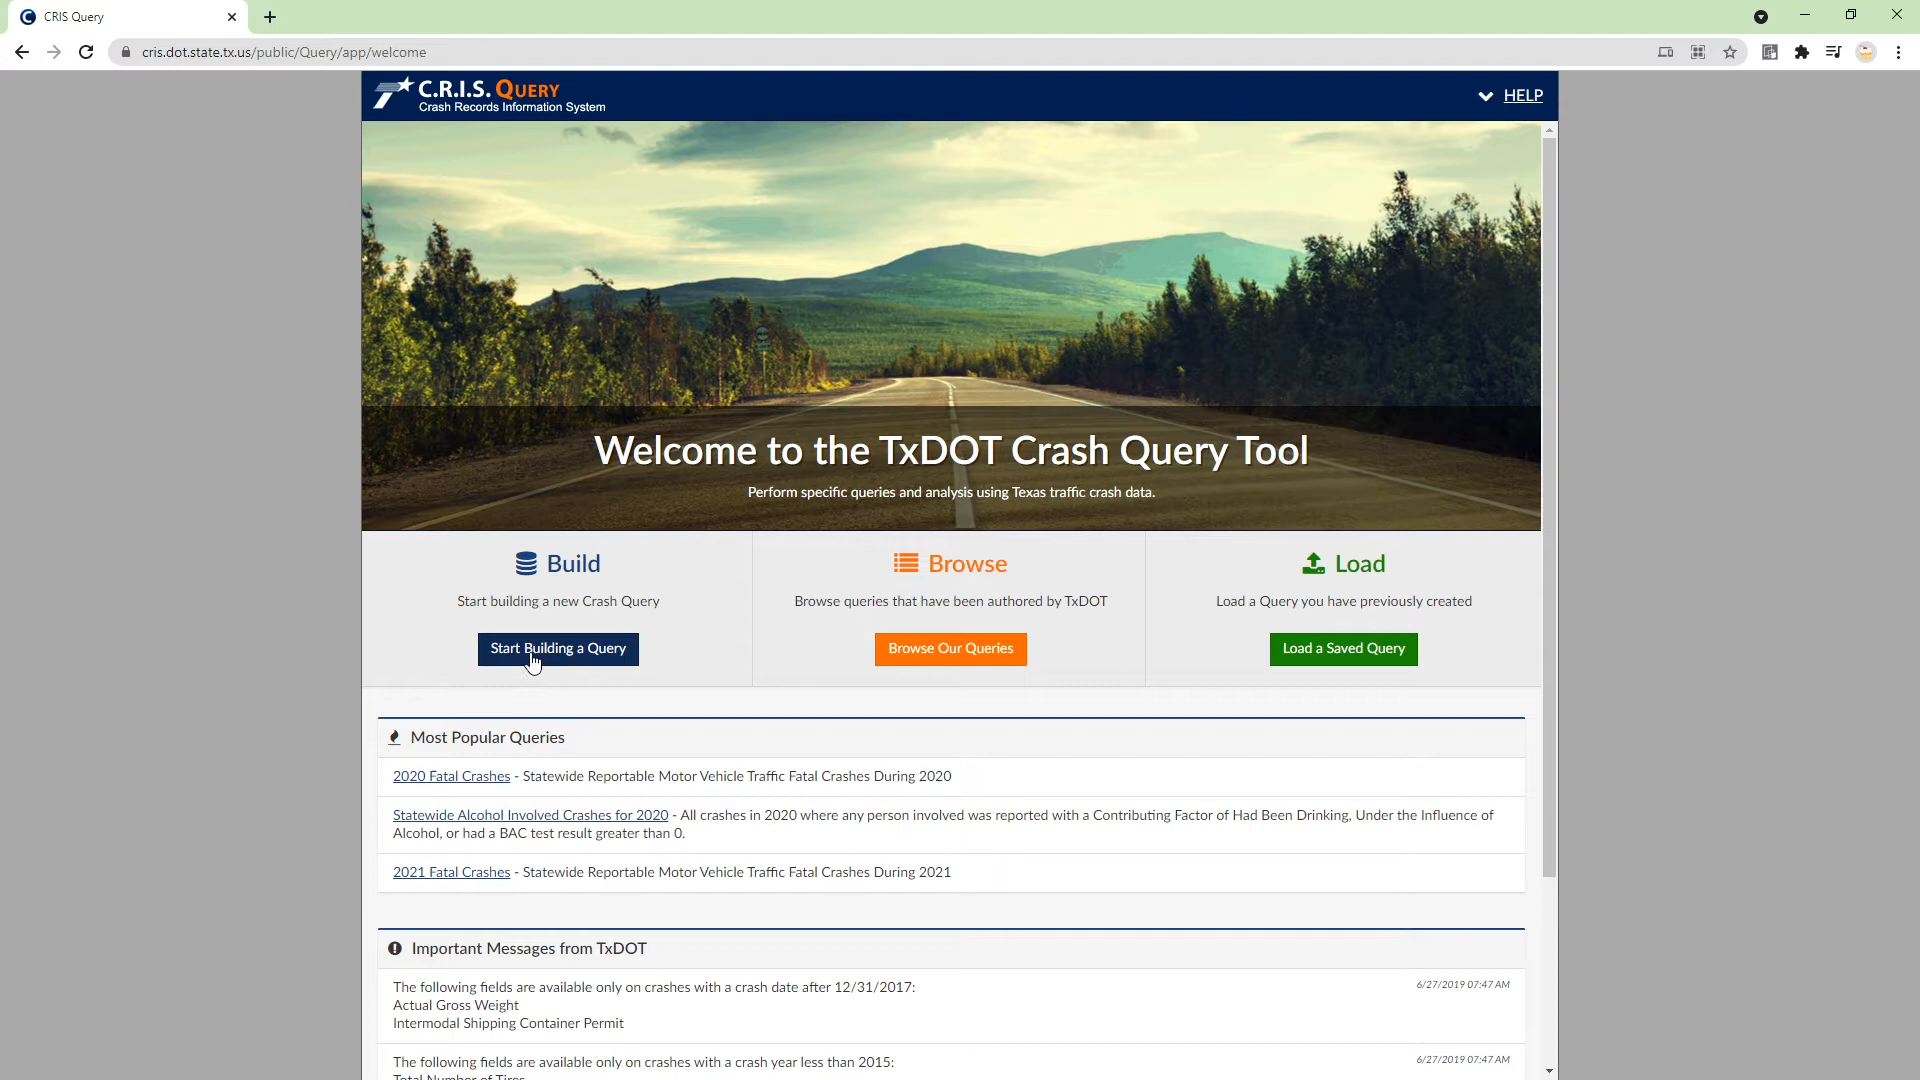 CRIS Query
cris.dot.state.tx.us/public/Query/app/welcome
C.R.I.S. QUERY
Crash Records Information System
HELP
Welcome to the TxDOT Crash Query Tool
Perform specific queries and analysis using Texas traffic crash data.
Build
Start building a new Crash Query
Start Building a Query
Browse
Browse queries that have been authored by TxDOT
Browse Our Queries
Load
Load a Query you have previously created
Load a Saved Query
Most Popular Queries
2020 Fatal Crashes - Statewide Reportable Motor Vehicle Traffic Fatal Crashes During 2020
Statewide Alcohol Involved Crashes for 2020 - All crashes in 2020 where any person involved was reported with a Contributing Factor of Had Been Drinking, Under the Influence of
Alcohol, or had a BAC test result greater than 0.
2021 Fatal Crashes - Statewide Reportable Motor Vehicle Traffic Fatal Crashes During 2021
Important Messages from TxDOT
The following fields are available only on crashes with a crash date after 12/31/2017: 6/27/2019 07:47 AM
Actual Gross Weight
Intermodal Shipping Container Permit
The following fields are available only on crashes with a crash year less than 2015: 6/27/2019 07:47 AM
Total Number of Tires